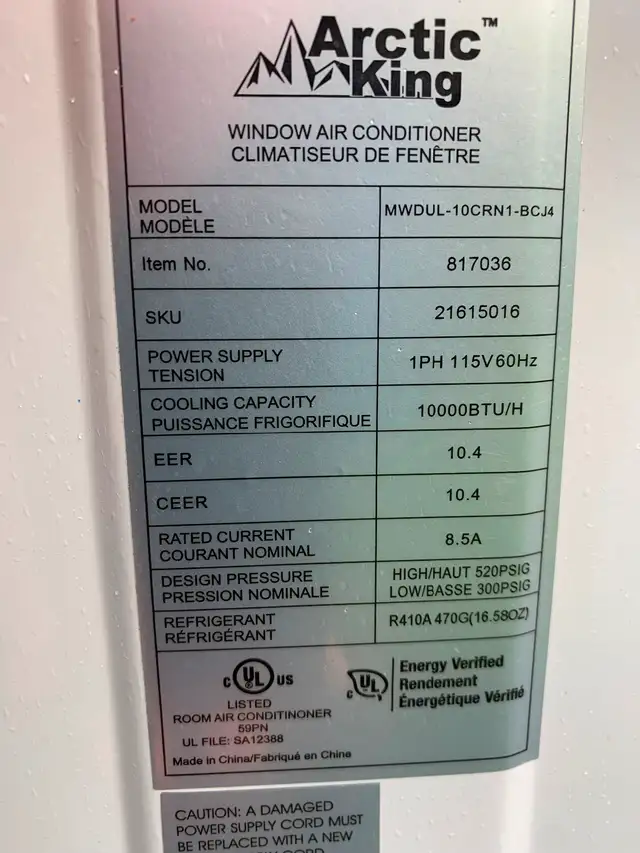 Arctic™
King
WINDOW AIR CONDITIONER
CLIMATISEUR DE FENÊTRE
MODEL
MODÈLE
MWDUL-10CRN1-BCJ4
Item No.
817036
SKU
21615016
POWER SUPPLY
TENSION
1PH 115V60Hz
COOLING CAPACITY
PUISSANCE FRIGORIFIQUE
10000BTU/H
EER
10.4
CEER
10.4
RATED CURRENT
COURANT NOMINAL
8.5A
DESIGN PRESSURE
PRESSION NOMINALE
HIGH/HAUT 520PSIG
LOW/BASSE 300PSIG
REFRIGERANT
RÉFRIGÉRANT
R410A 470G(16.58OZ)
C UL ® US
LISTED
ROOM AIR CONDITINONER
59PN
UL FILE: SA12388
C UL
Energy Verified
Rendement
Énergétique Vérifié
Made in China/Fabriqué en Chine
CAUTION: A DAMAGED
POWER SUPPLY CORD MUST
BE REPLACED WITH A NEW